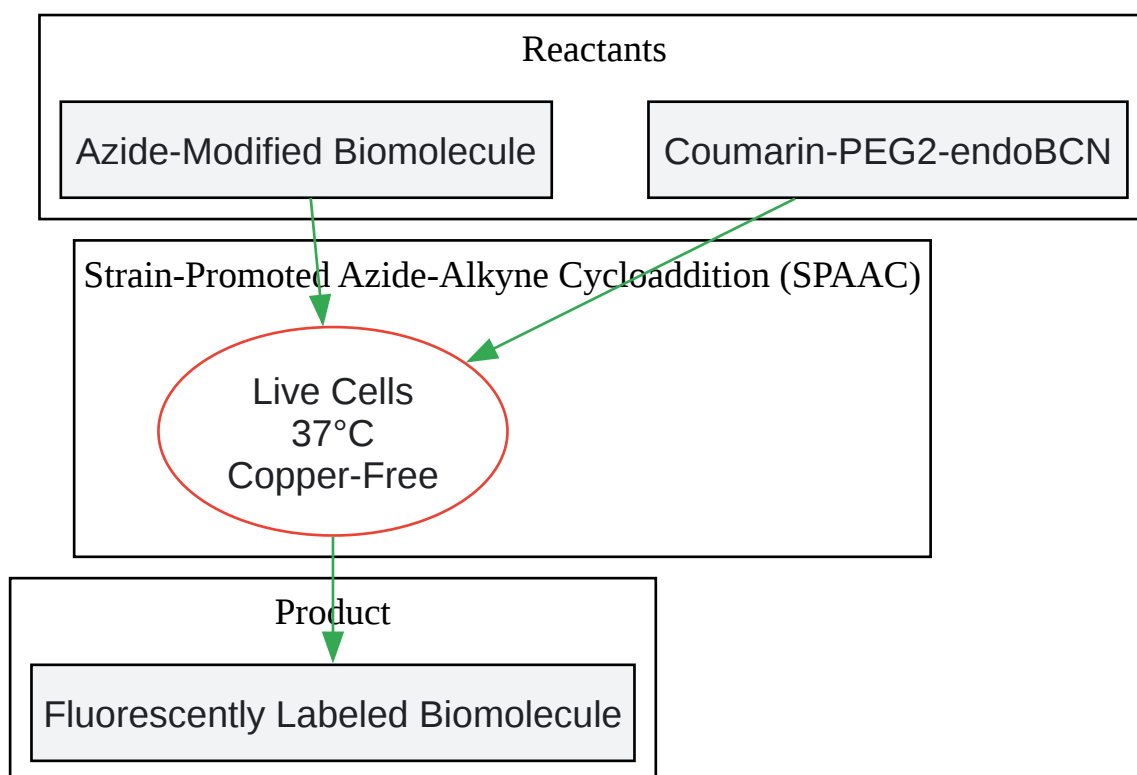 Reactants
Azide-Modified Biomolecule
Coumarin-PEG2-endoBCN
Strain-Promoted Azide-Alkyne Cycloaddition (SPAAC)
Live Cells
37°C
Copper-Free
Product
Fluorescently Labeled Biomolecule